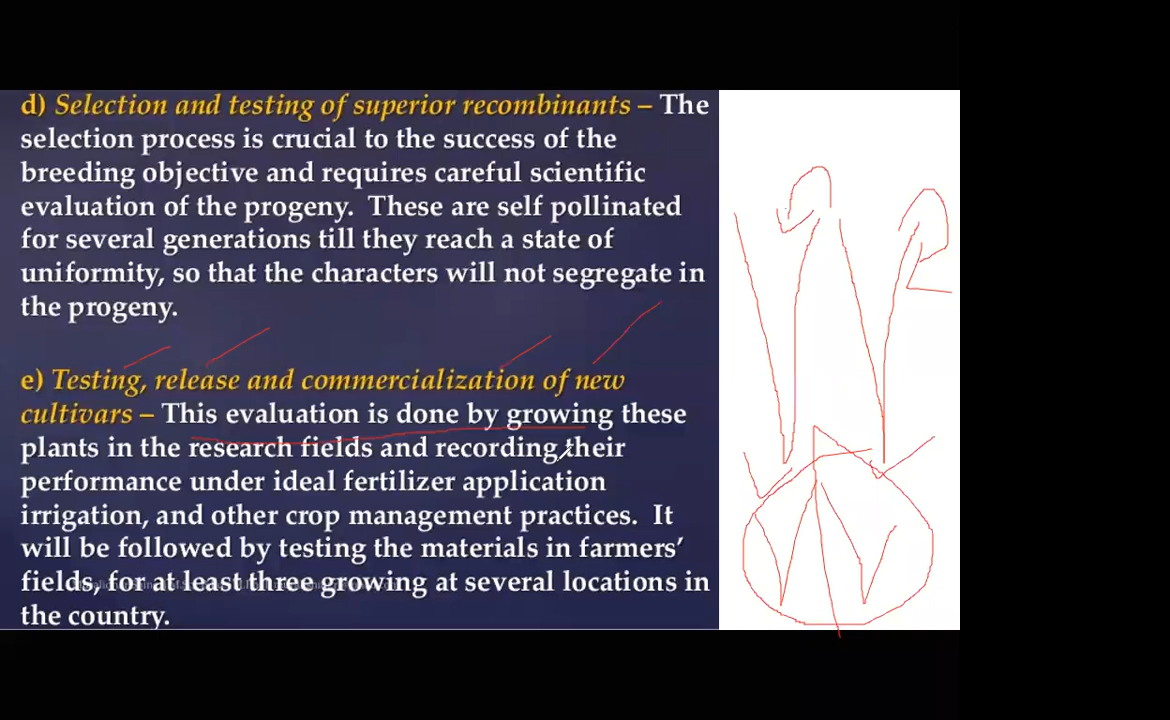 d) Selection and testing of superior recombinants – The
selection process is crucial to the success of the
breeding objective and requires careful scientific
evaluation of the progeny. These are self pollinated
for several generations till they reach a state of
uniformity, so that the characters will not segregate in
the progeny.
e) Testing, release and commercialization of new
cultivars – This evaluation is done by growing these
plants in the research fields and recording their
performance under ideal fertilizer application
irrigation, and other crop management practices. It
will be followed by testing the materials in farmers’
fields, for at least three growing at several locations in
the country.